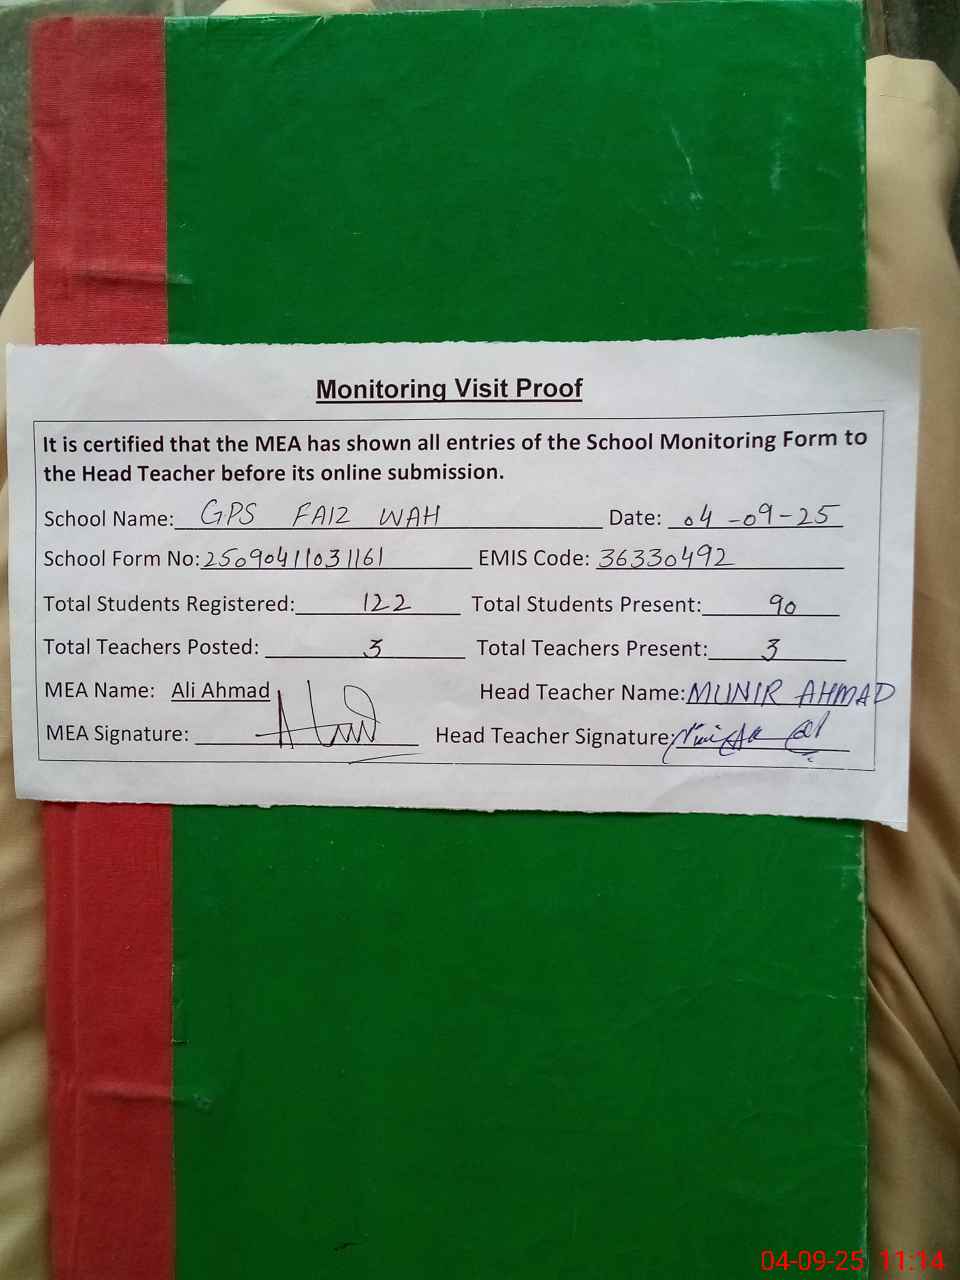 Monitoring Visit Proof
It is certified that the MEA has shown all entries of the School Monitoring Form to
the Head Teacher before its online submission.
School Name: GPS FAIZ WAH Date: 04-09-25
School Form No: 250904110311161 EMIS Code: 36330492
Total Students Registered: 122 Total Students Present: 90
Total Teachers Posted: 3 Total Teachers Present: 3
MEA Name: Ali Ahmad Head Teacher Name: MUNIR AHMAD
MEA Signature: Head Teacher Signature:
04-09-25 11:14